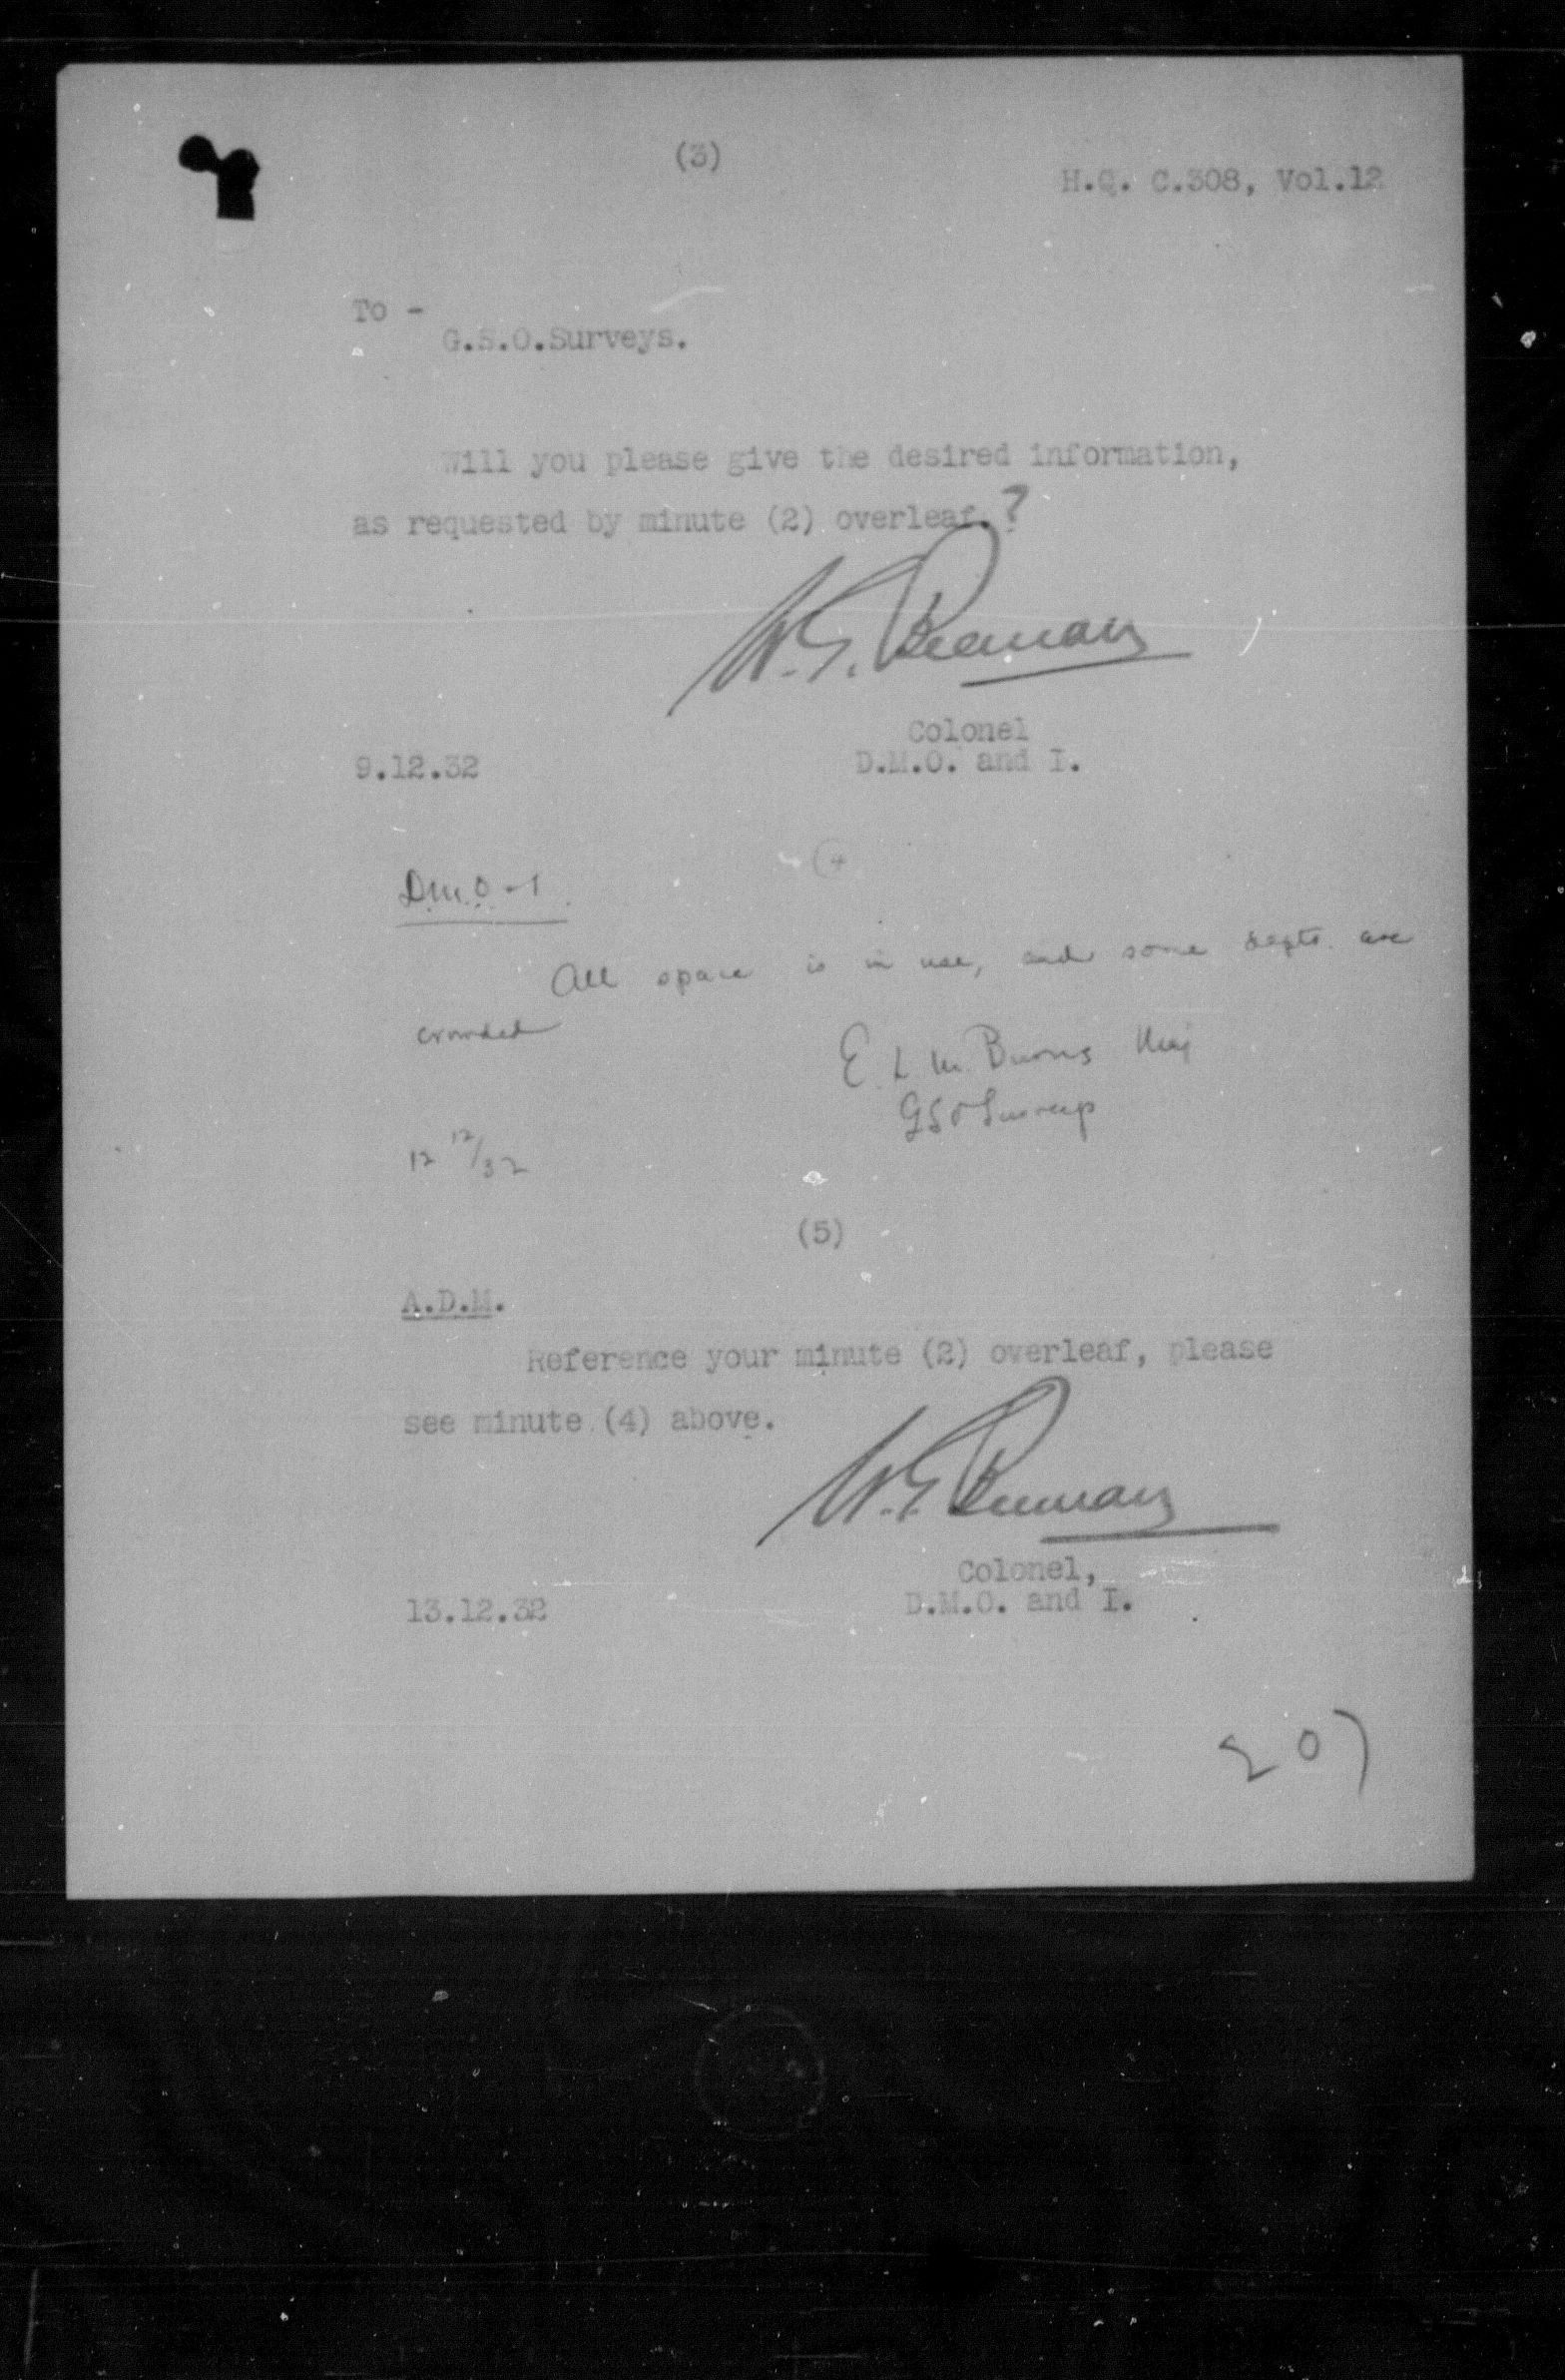 (3)
H.Q. C.308, Vol.12
To -
G.S.O.Surveys.
Will you please give the desired information,
as requested by minute (2) overleaf.?
W.G. Beeman
Colonel
D.M.O. and I.
9.12.32
(4
D.M.O - I
All space is in use, and some depts. are
crowded
E. L. M. Burns Maj
GSO Surveys
12 12/32
(5)
A.D.M.
Reference your minute (2) overleaf, please
see minute (4) above.
W.G. Beeman
Colonel,
D.M.O. and I.
13.12.32
207